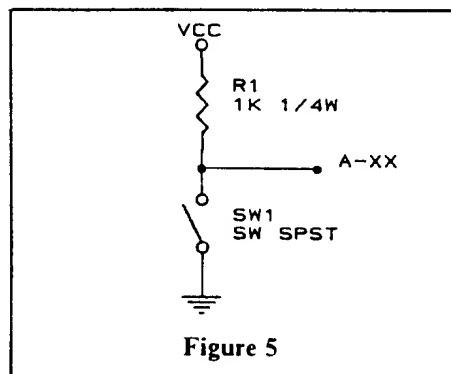 VCC
R1
1K 1/4W
A-XX
SW1
SW SPST
Figure 5